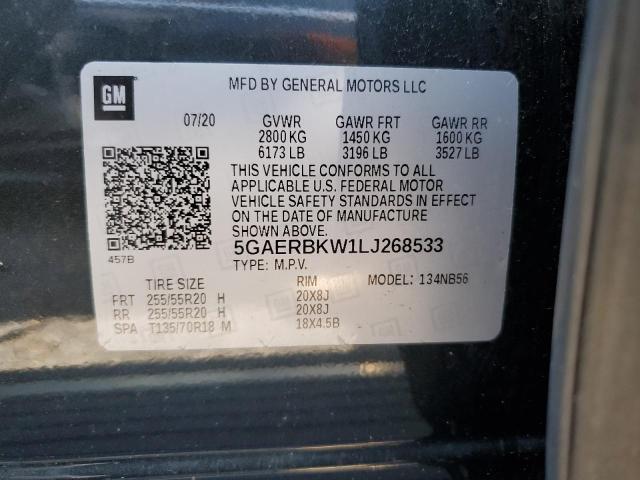 GM
MFD BY GENERAL MOTORS LLC
07/20 GVWR GAWR FRT GAWR RR
2800 KG 1450 KG 1600 KG
6173 LB 3196 LB 3527 LB
THIS VEHICLE CONFORMS TO ALL
APPLICABLE U.S. FEDERAL MOTOR
VEHICLE SAFETY STANDARDS IN EFFECT
ON THE DATE OF MANUFACTURE
SHOWN ABOVE.
5GAERBKW1LJ268533
457B TYPE: M.P.V.
TIRE SIZE RIM MODEL: 134NB56
FRT 255/55R20 H 20X8J
RR 255/55R20 H 20X8J
SPA T135/70R18 M 18X4.5B